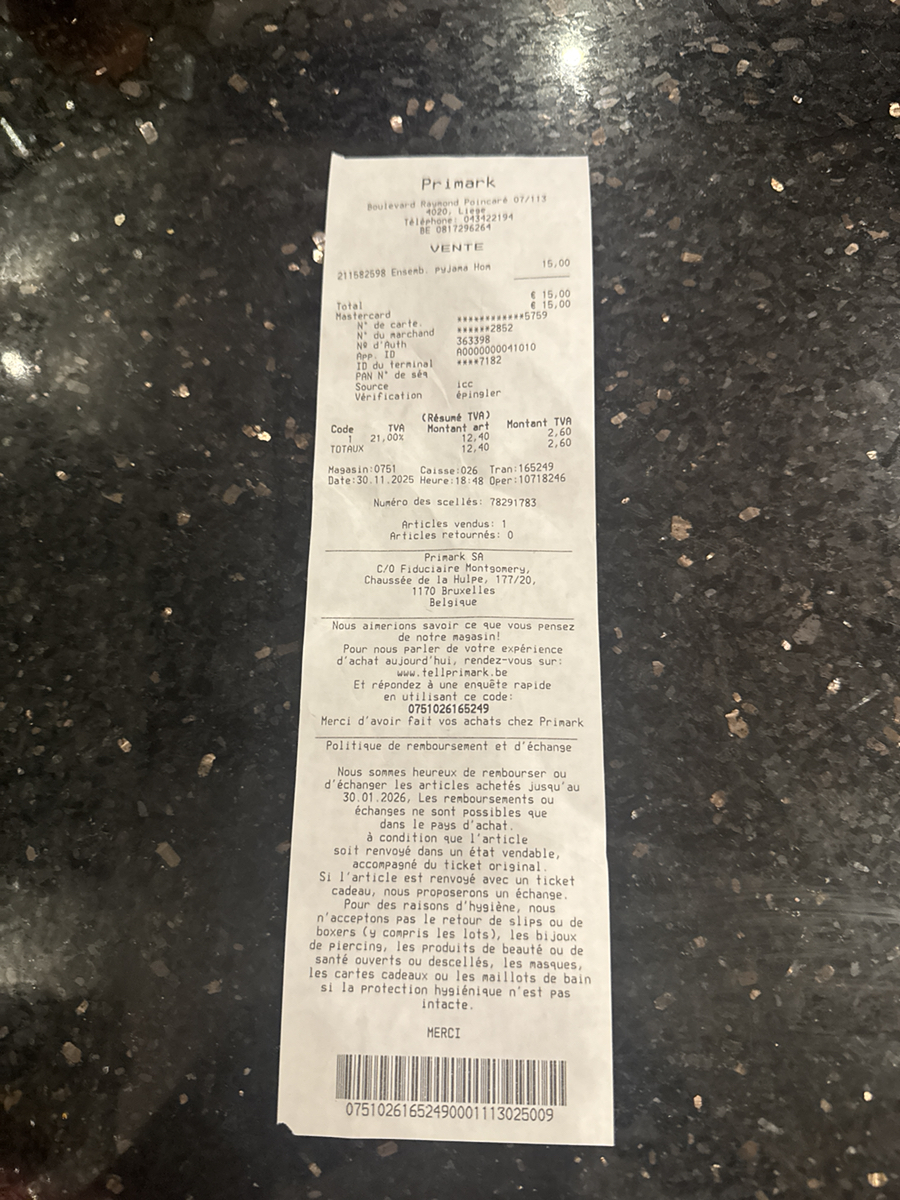 Primark
Boulevard Raymond Poincaré 07/113
4020, Liege
Téléphone: 043422194
BE 0817296264
VENTE
211582598 Ensemb. pyjama Hom 15,00
€ 15,00
Total € 15,00
Mastercard
N° de carte. ************5759
N° du marchand ******2852
Nº d'Auth 363398
App. ID A0000000041010
ID du terminal ****7182
PAN N° de séq
Source icc
Vérification épingler
(Résumé TVA)
Code TVA Montant art Montant TVA
1 21,00% 12,40 2,60
TOTAUX 12,40 2,60
Magasin:0751 Caisse:026 Tran:165249
Date:30.11.2025 Heure:18:48 Oper:10718246
Numéro des scellés: 78291783
Articles vendus: 1
Articles retournés: 0
Primark SA
C/O Fiduciaire Montgomery,
Chaussée de la Hulpe, 177/20,
1170 Bruxelles
Belgique
Nous aimerions savoir ce que vous pensez
de notre magasin!
Pour nous parler de votre expérience
d'achat aujourd'hui, rendez-vous sur:
www.tellprimark.be
Et répondez à une enquête rapide
en utilisant ce code:
0751026165249
Merci d'avoir fait vos achats chez Primark
Politique de remboursement et d'échange
Nous sommes heureux de rembourser ou
d'échanger les articles achetés jusqu'au
30.01.2026, Les remboursements ou
échanges ne sont possibles que
dans le pays d'achat.
à condition que l'article
soit renvoyé dans un état vendable,
accompagné du ticket original.
Si l'article est renvoyé avec un ticket
cadeau, nous proposerons un échange.
Pour des raisons d'hygiène, nous
n'acceptons pas le retour de slips ou de
boxers (y compris les lots), les bijoux
de piercing, les produits de beauté ou de
santé ouverts ou descellés, les masques,
les cartes cadeaux ou les maillots de bain
si la protection hygiénique n'est pas
intacte.
MERCI
07510261652490001113025009